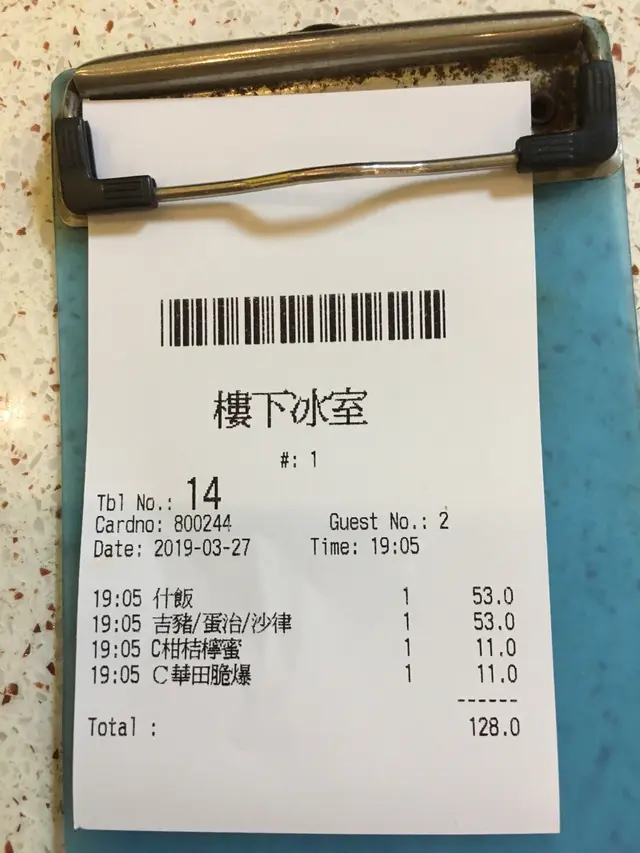 樓下冰室
#: 1
Tbl No.: 14
Cardno: 800244 Guest No.: 2
Date: 2019-03-27 Time: 19:05
19:05 什飯 1 53.0
19:05 吉豬/蛋治/沙律 1 53.0
19:05 C柑桔檸蜜 1 11.0
19:05 C華田脆爆 1 11.0
------
Total : 128.0